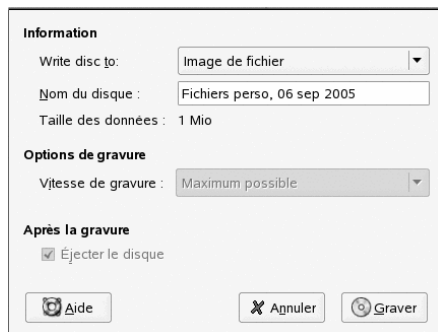 Information
Write disc to: Image de fichier
Nom du disque : Fichiers perso, 06 sep 2005
Taille des données : 1 Mio
Options de gravure
Vitesse de gravure : Maximum possible
Après la gravure
Éjecter le disque
Aide Annuler Graver